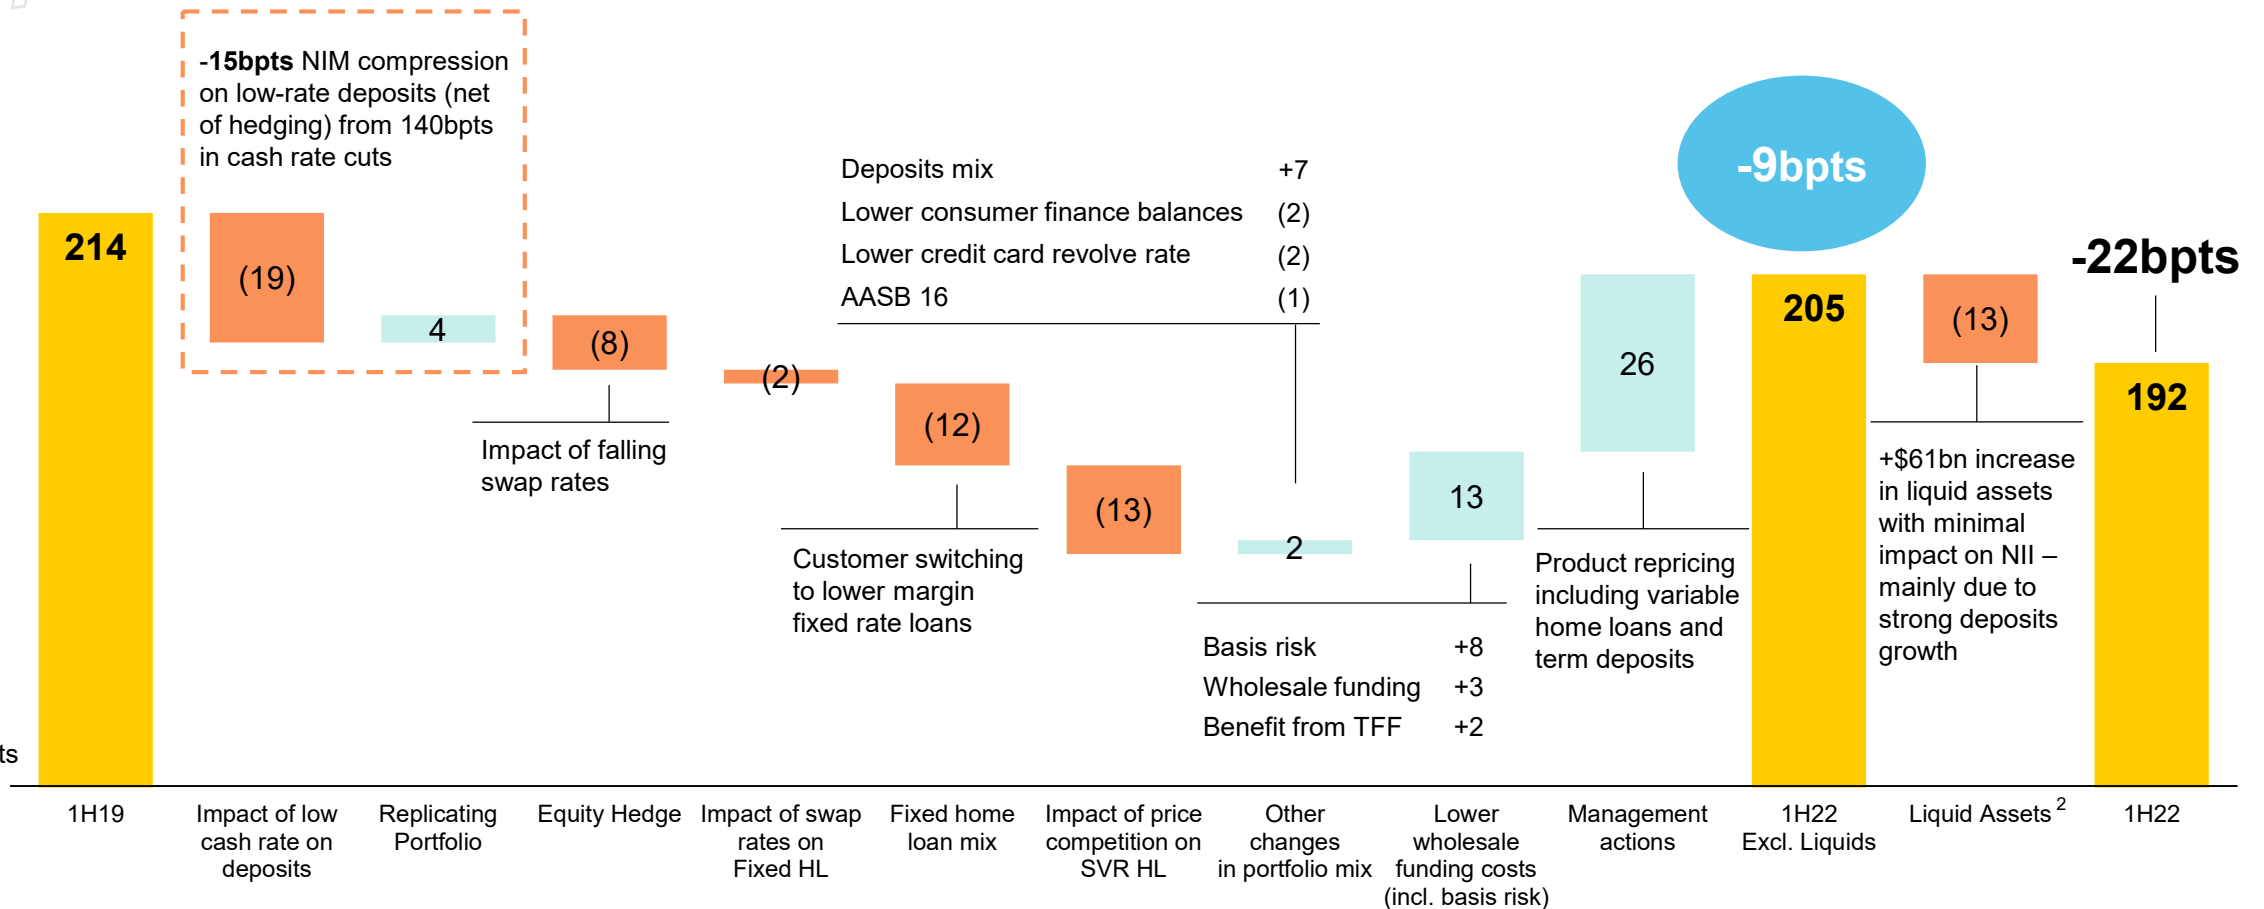 -15bpts NIM compression
on low-rate deposits (net
of hedging) from 140bpts
in cash rate cuts
214
(19)
4
(8)
Impact of falling
swap rates
(2)
(12)
Customer switching
to lower margin
fixed rate loans
(13)
Deposits mix +7
Lower consumer finance balances (2)
Lower credit card revolve rate (2)
AASB 16 (1)
2
13
Basis risk +8
Wholesale funding +3
Benefit from TFF +2
26
Product repricing
including variable
home loans and
term deposits
-9bpts
205
(13)
+$61bn increase
in liquid assets
with minimal
impact on NII –
mainly due to
strong deposits
growth
-22bpts
192
ts
1H19
Impact of low
cash rate on
deposits
Replicating
Portfolio
Equity Hedge
Impact of swap
rates on
Fixed HL
Fixed home
loan mix
Impact of price
competition on
SVR HL
Other
changes
in portfolio mix
Lower
wholesale
funding costs
(incl. basis risk)
Management
actions
1H22
Excl. Liquids
Liquid Assets 2
1H22